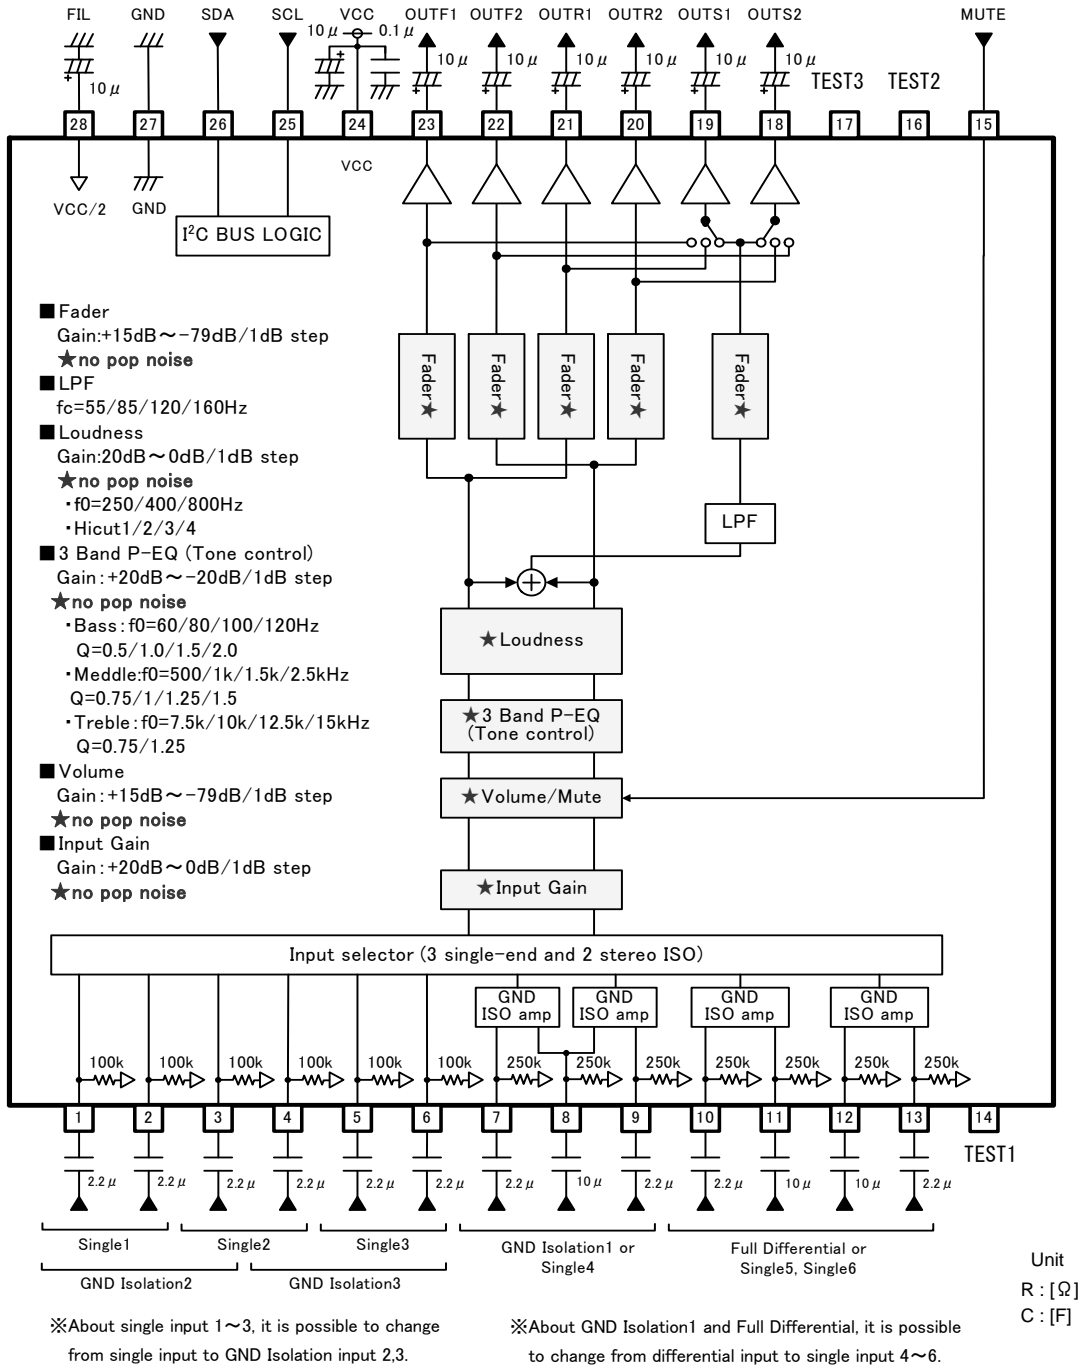 FIL GND SDA SCL VCC OUTF1 OUTF2 OUTR1 OUTR2 OUTS1 OUTS2 MUTE
10μ 0.1μ
10μ 10μ 10μ 10μ 10μ 10μ
10μ
TEST3 TEST2
28 27 26 25 24 23 22 21 20 19 18 17 16 15
VCC
VCC/2 GND
I²C BUS LOGIC
■Fader
Gain:+15dB～-79dB/1dB step
★no pop noise
■LPF
fc=55/85/120/160Hz
■Loudness
Gain:20dB～0dB/1dB step
★no pop noise
・f0=250/400/800Hz
・Hicut1/2/3/4
■3 Band P-EQ (Tone control)
Gain:+20dB～-20dB/1dB step
★no pop noise
・Bass:f0=60/80/100/120Hz
Q=0.5/1.0/1.5/2.0
・Meddle:f0=500/1k/1.5k/2.5kHz
Q=0.75/1/1.25/1.5
・Treble:f0=7.5k/10k/12.5k/15kHz
Q=0.75/1.25
■Volume
Gain:+15dB～-79dB/1dB step
★no pop noise
■Input Gain
Gain:+20dB～0dB/1dB step
★no pop noise
Fader★ Fader★ Fader★ Fader★ Fader★
LPF
★Loudness
★3 Band P-EQ
(Tone control)
★Volume/Mute
★Input Gain
Input selector (3 single-end and 2 stereo ISO)
GND
ISO amp
GND
ISO amp
GND
ISO amp
GND
ISO amp
100k 100k 100k 100k 100k 100k 250k 250k 250k 250k 250k 250k 250k
1 2 3 4 5 6 7 8 9 10 11 12 13 14
TEST1
2.2μ 2.2μ 2.2μ 2.2μ 2.2μ 2.2μ 2.2μ 10μ 2.2μ 2.2μ 10μ 10μ 2.2μ
Single1 Single2 Single3
GND Isolation1 or
Single4
Full Differential or
Single5, Single6
GND Isolation2 GND Isolation3
Unit
R : [Ω]
C : [F]
※About single input 1～3, it is possible to change
from single input to GND Isolation input 2,3.
※About GND Isolation1 and Full Differential, it is possible
to change from differential input to single input 4～6.